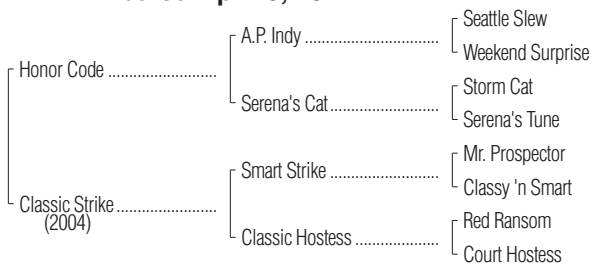 Seattle Slew
A.P. Indy ................................
Weekend Surprise
Honor Code ..........................
Storm Cat
Serena's Cat..........................
Serena's Tune
Mr. Prospector
Smart Strike ..........................
Classy 'n Smart
Classic Strike ........................
(2004)
Red Ransom
Classic Hostess .....................
Court Hostess